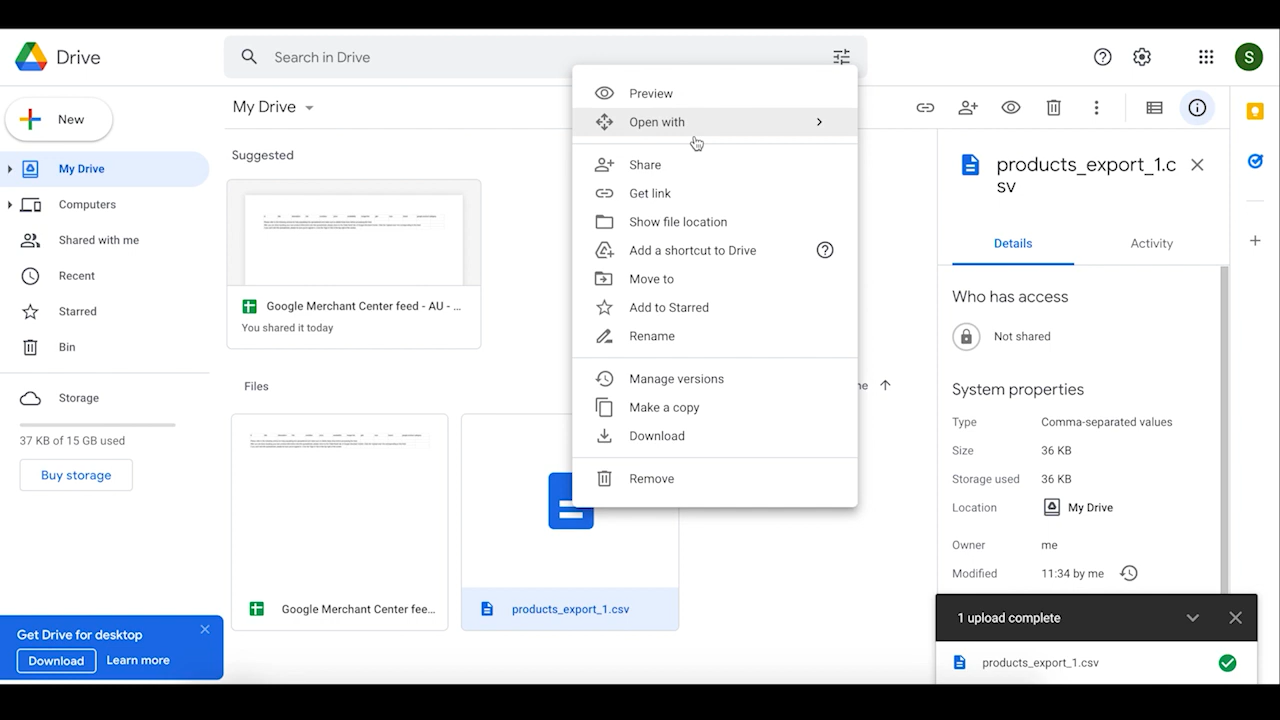 Drive
Search in Drive
S
New
My Drive
Computers
Shared with me
Recent
Starred
Bin
Storage
37 KB of 15 GB used
Buy storage
Get Drive for desktop
Download
Learn more
My Drive
Suggested
Google Merchant Center feed - AU - ...
You shared it today
Files
Google Merchant Center fee...
products_export_1.csv
Preview
Open with
Share
Get link
Show file location
Add a shortcut to Drive
Move to
Add to Starred
Rename
Manage versions
Make a copy
Download
Remove
products_export_1.c
sv
Details
Activity
Who has access
Not shared
System properties
Type Comma-separated values
Size 36 KB
Storage used 36 KB
Location My Drive
Owner me
Modified 11:34 by me
1 upload complete
products_export_1.csv